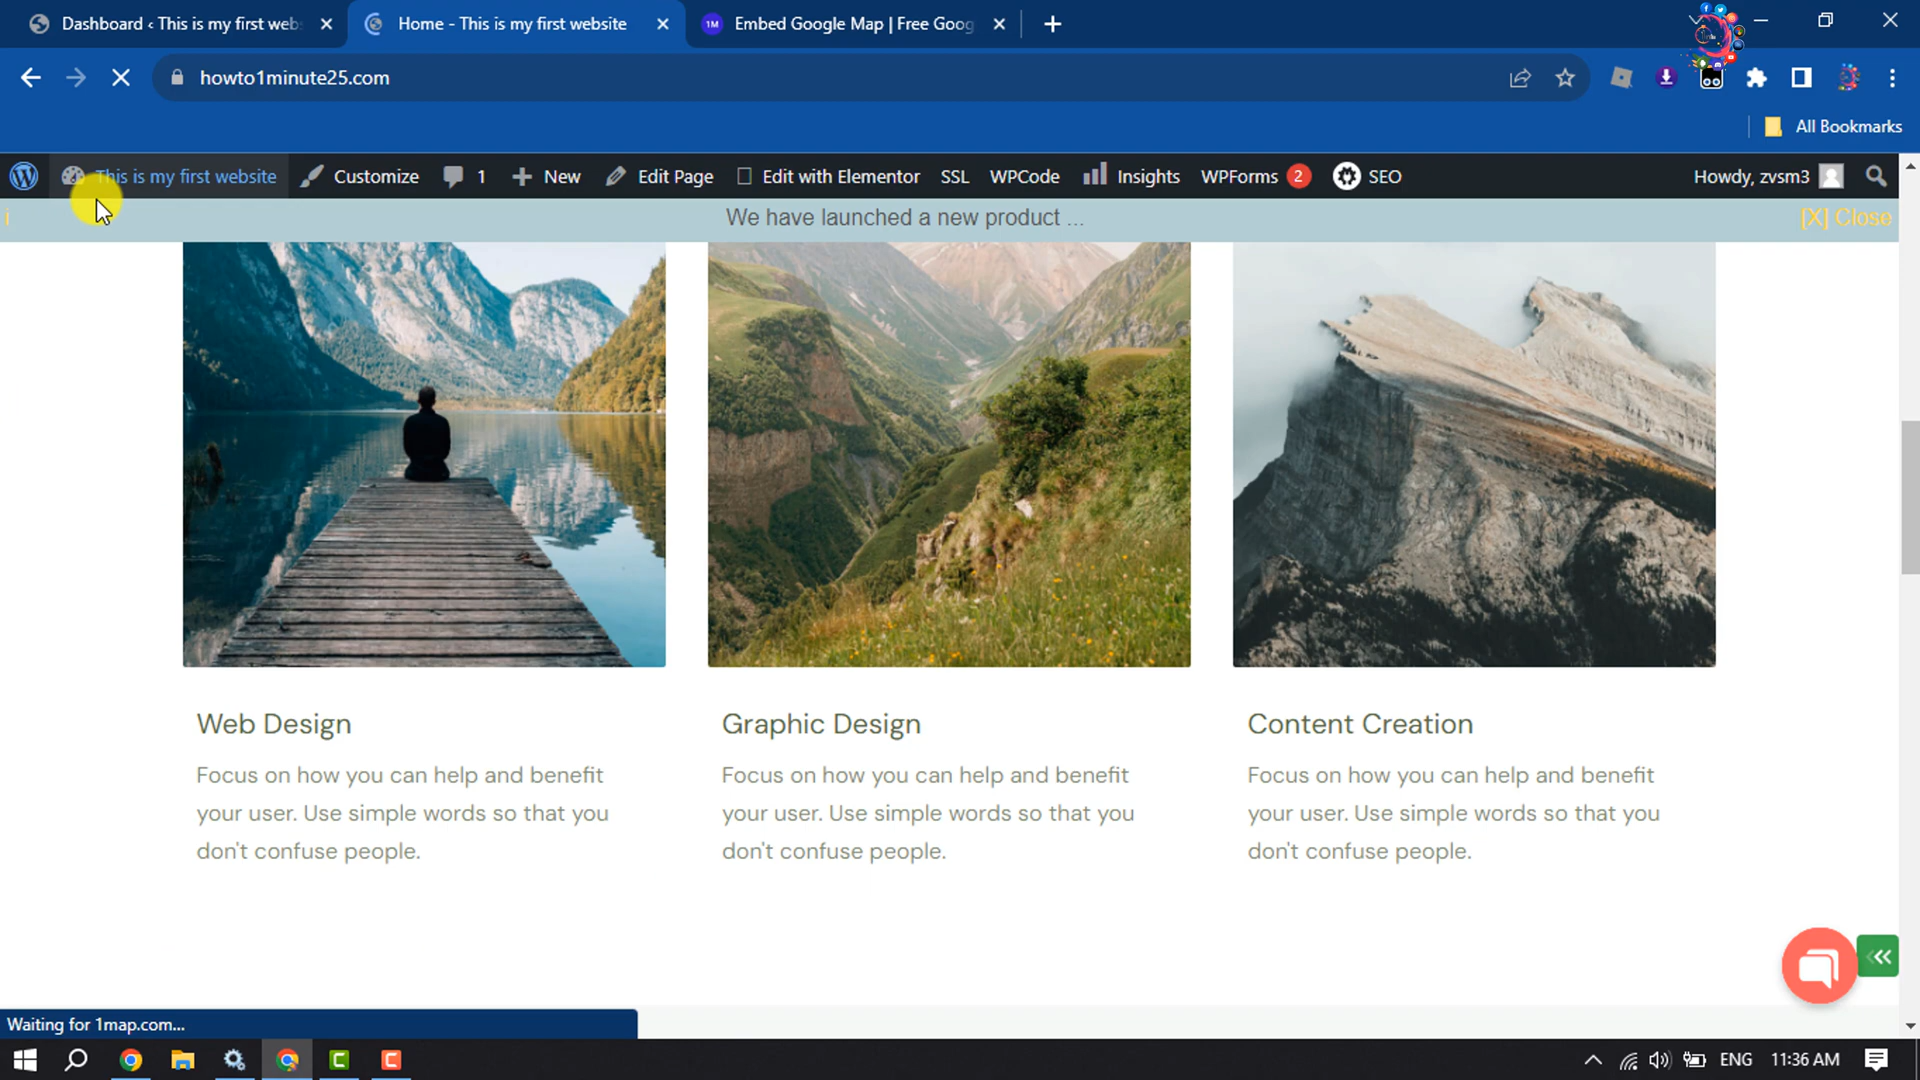 Dashboard ‹ This is my first web
Home - This is my first website
1M
Embed Google Map | Free Goog
howto1minute25.com
All Bookmarks
This is my first website
Customize
1
New
Edit Page
Edit with Elementor
SSL
WPCode
Insights
WPForms 2
SEO
Howdy, zvsm3
i
We have launched a new product ...
[X] Close
Web Design
Graphic Design
Content Creation
Focus on how you can help and benefit
your user. Use simple words so that you
don't confuse people.
Focus on how you can help and benefit
your user. Use simple words so that you
don't confuse people.
Focus on how you can help and benefit
your user. Use simple words so that you
don't confuse people.
Waiting for 1map.com...
ENG
11:36 AM